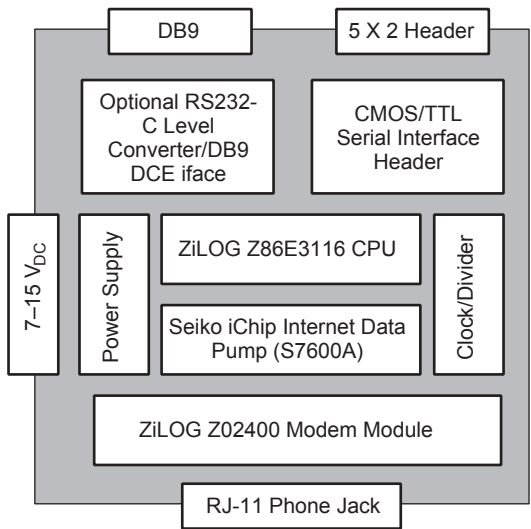 DB9
5 X 2 Header
Optional RS232-
C Level
Converter/DB9
DCE iface
CMOS/TTL
Serial Interface
Header
7–15 VDC
Power Supply
ZiLOG Z86E3116 CPU
Seiko iChip Internet Data
Pump (S7600A)
Clock/Divider
ZiLOG Z02400 Modem Module
RJ-11 Phone Jack